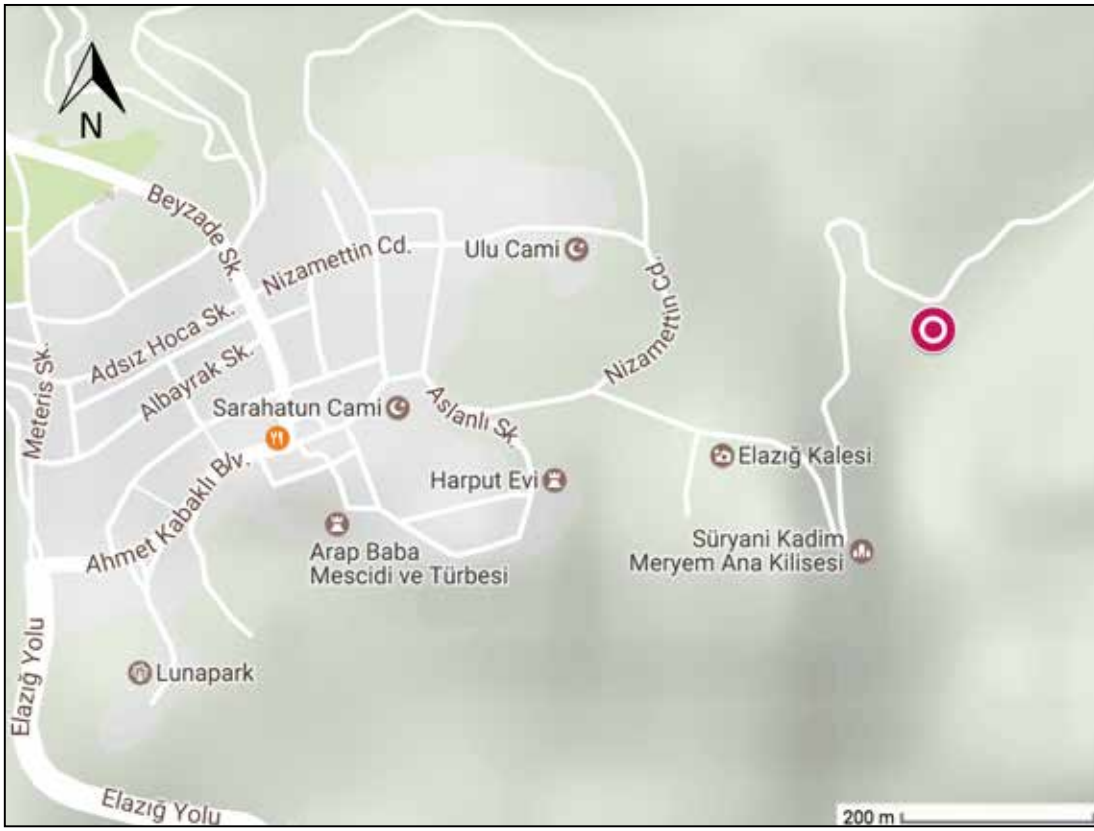 N
Beyzade Sk.
Nizamettin Cd.
Ulu Cami
Nizamettin Cd.
Adsız Hoca Sk.
Albayrak Sk.
Meteris Sk.
Sarahatun Cami
Aslanlı Sk.
Elazığ Kalesi
Ahmet Kabaklı Blv.
Harput Evi
Arap Baba
Mescidi ve Türbesi
Süryani Kadim
Meryem Ana Kilisesi
Elazığ Yolu
Lunapark
Elazığ Yolu
200 m